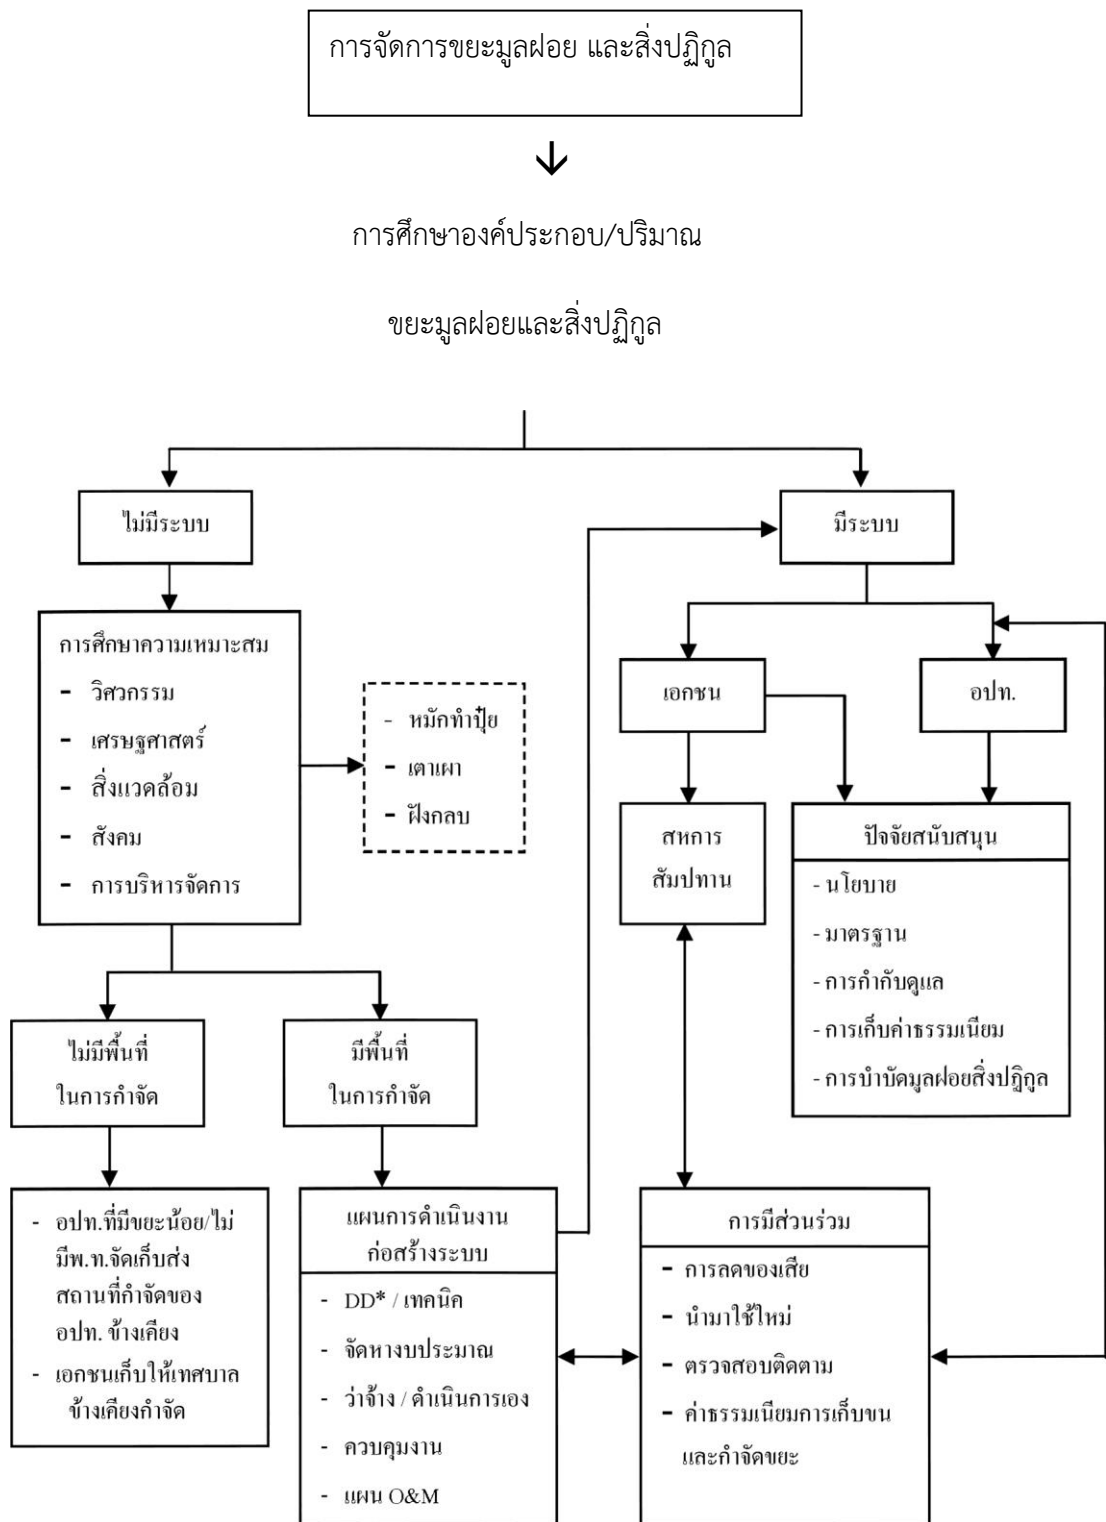 การจัดการขยะมูลฝอย และสิ่งปฏิกูล
การศึกษาองค์ประกอบ/ปริมาณ
ขยะมูลฝอยและสิ่งปฏิกูล
ไม่มีระบบ
มีระบบ
การศึกษาความเหมาะสม
- วิศวกรรม
- เศรษฐศาสตร์
- สิ่งแวดล้อม
- สังคม
- การบริหารจัดการ
- หมักทำปุ๋ย
- เตาเผา
- ฝังกลบ
เอกชน
อปท.
สหการ
สัมปทาน
ปัจจัยสนับสนุน
- นโยบาย
- มาตรฐาน
- การกำกับดูแล
- การเก็บค่าธรรมเนียม
- การบำบัดมูลฝอยสิ่งปฏิกูล
ไม่มีพื้นที่
ในการกำจัด
มีพื้นที่
ในการกำจัด
- อปท.ที่มีขยะน้อย/ไม่
มีพ.ท.จัดเก็บส่ง
สถานที่กำจัดของ
อปท. ข้างเคียง
- เอกชนเก็บให้เทศบาล
ข้างเคียงกำจัด
แผนการดำเนินงาน
ก่อสร้างระบบ
- DD* / เทคนิค
- จัดหางบประมาณ
- ว่าจ้าง / ดำเนินการเอง
- ควบคุมงาน
- แผน O&M
การมีส่วนร่วม
- การลดของเสีย
- นำมาใช้ใหม่
- ตรวจสอบติดตาม
- ค่าธรรมเนียมการเก็บขน
และกำจัดขยะ